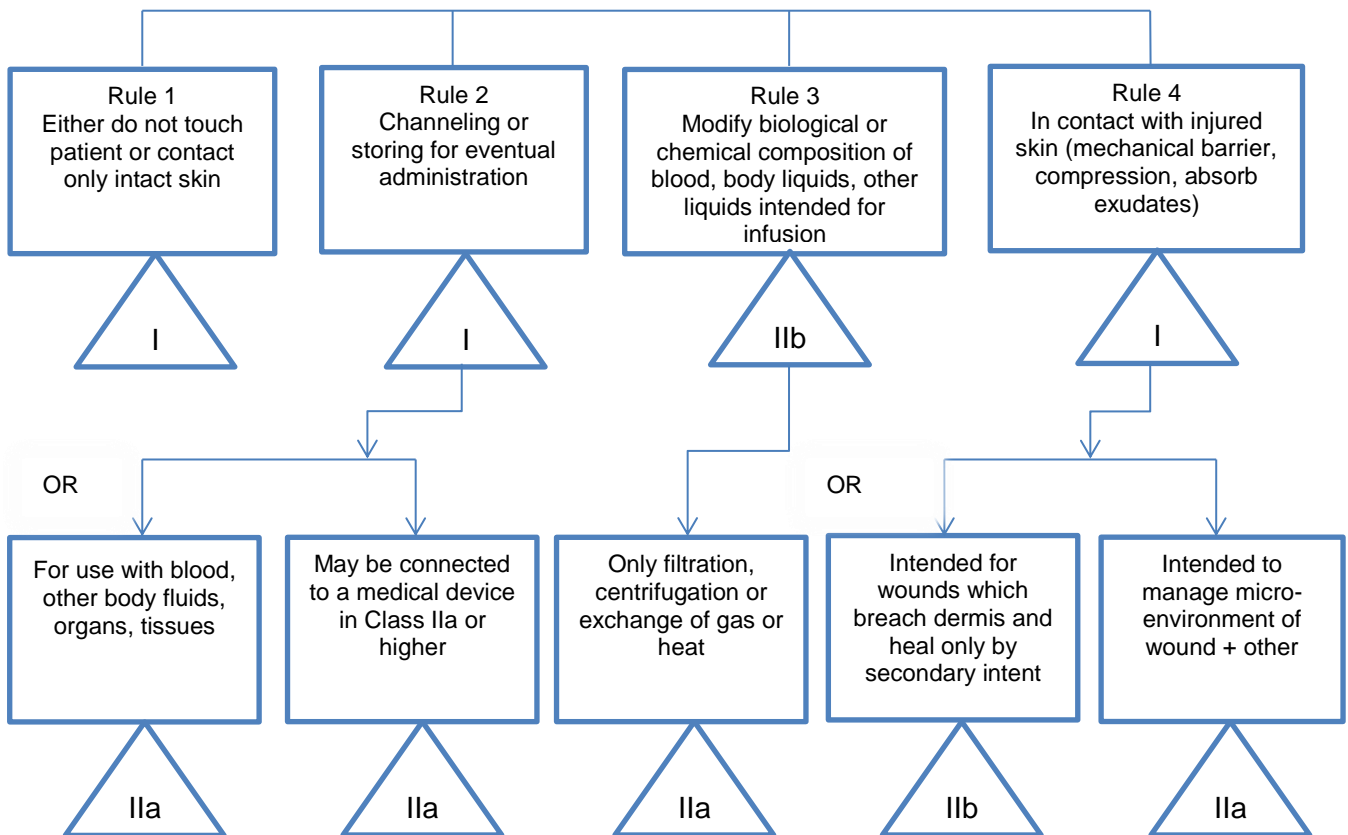 Rule 1
Either do not touch
patient or contact
only intact skin
I
Rule 2
Channeling or
storing for eventual
administration
I
Rule 3
Modify biological or
chemical composition of
blood, body liquids, other
liquids intended for
infusion
IIb
Rule 4
In contact with injured
skin (mechanical barrier,
compression, absorb
exudates)
I
OR
For use with blood,
other body fluids,
organs, tissues
IIa
May be connected
to a medical device
in Class IIa or
higher
IIa
Only filtration,
centrifugation or
exchange of gas or
heat
IIa
OR
Intended for
wounds which
breach dermis and
heal only by
secondary intent
IIb
Intended to
manage micro-
environment of
wound + other
IIa